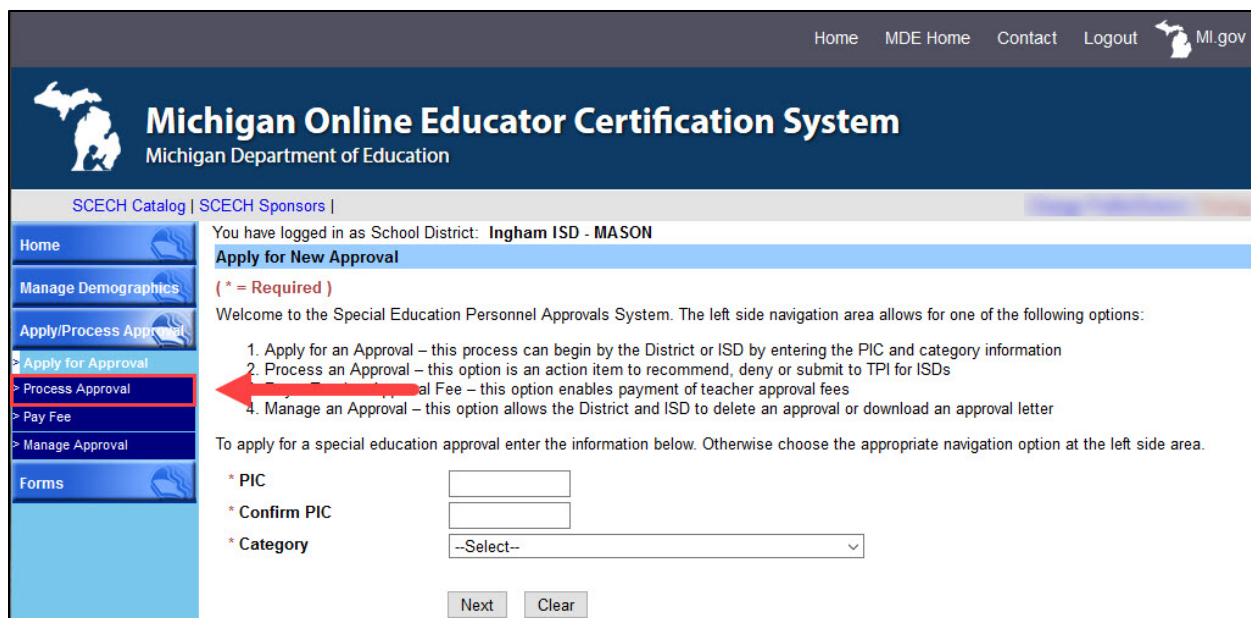 Home MDE Home Contact Logout MI.gov
Michigan Online Educator Certification System
Michigan Department of Education
SCECH Catalog | SCECH Sponsors |
Home
Manage Demographics
Apply/Process Approval
> Apply for Approval
> Process Approval
> Pay Fee
> Manage Approval
Forms
You have logged in as School District: Ingham ISD - MASON
Apply for New Approval
( * = Required )
Welcome to the Special Education Personnel Approvals System. The left side navigation area allows for one of the following options:
1. Apply for an Approval – this process can begin by the District or ISD by entering the PIC and category information
2. Process an Approval – this option is an action item to recommend, deny or submit to TPI for ISDs
Fee – this option enables payment of teacher approval fees
4. Manage an Approval – this option allows the District and ISD to delete an approval or download an approval letter
To apply for a special education approval enter the information below. Otherwise choose the appropriate navigation option at the left side area.
* PIC
* Confirm PIC
* Category --Select--
Next Clear